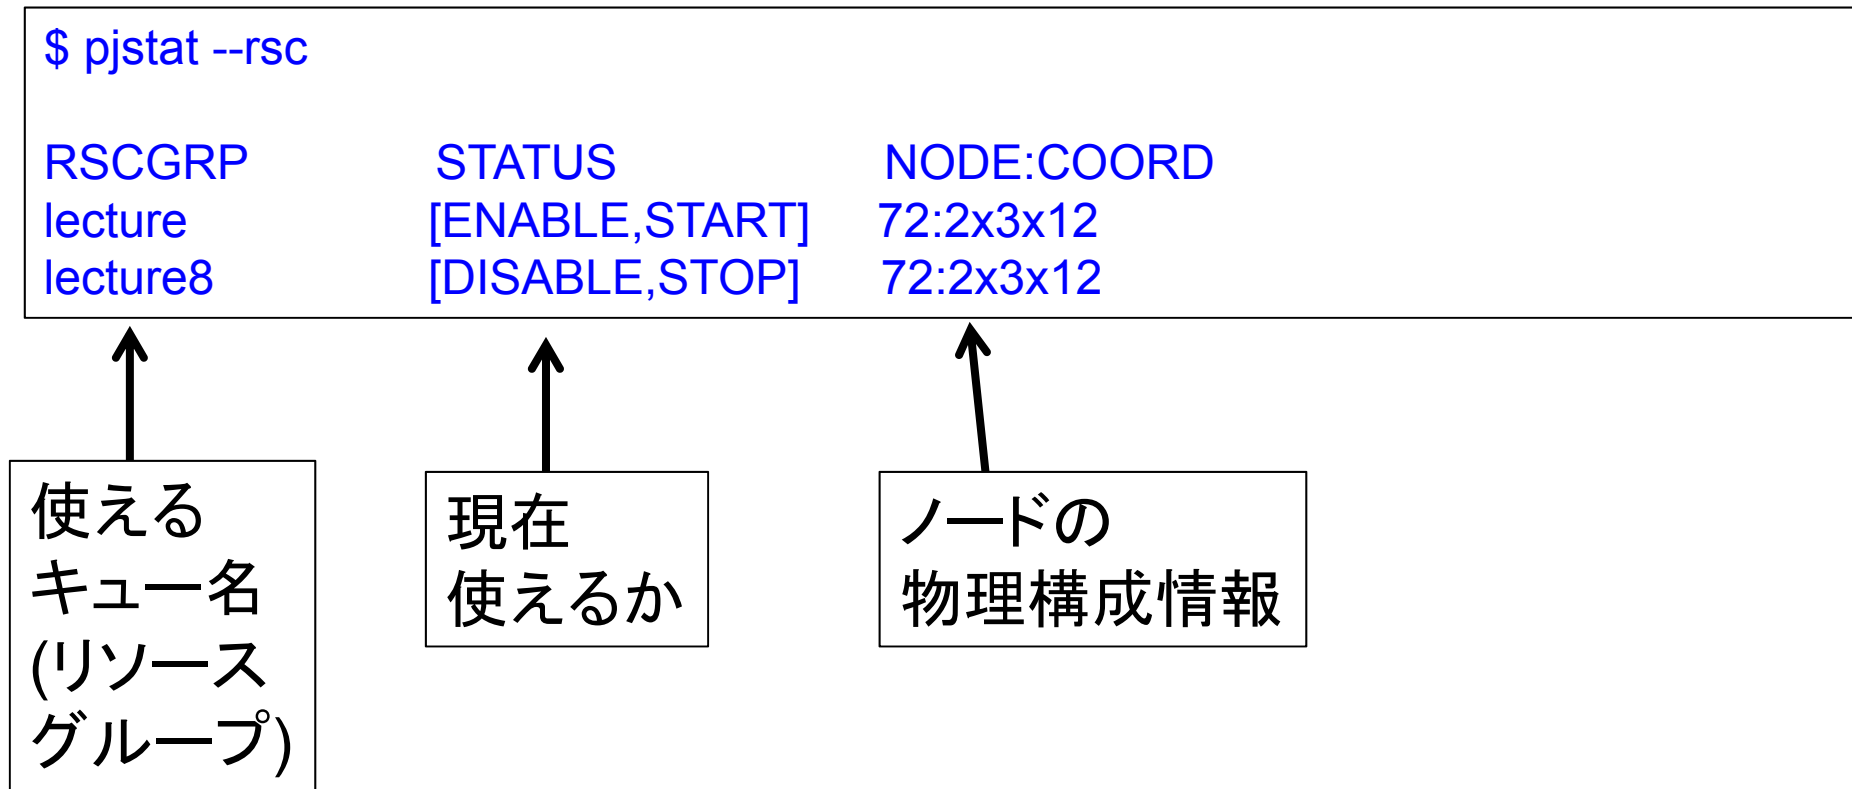 $ pjstat --rsc
RSCGRP STATUS NODE:COORD
lecture [ENABLE,START] 72:2x3x12
lecture8 [DISABLE,STOP] 72:2x3x12
使える
キュー名
(リソース
グループ)
現在
使えるか
ノードの
物理構成情報